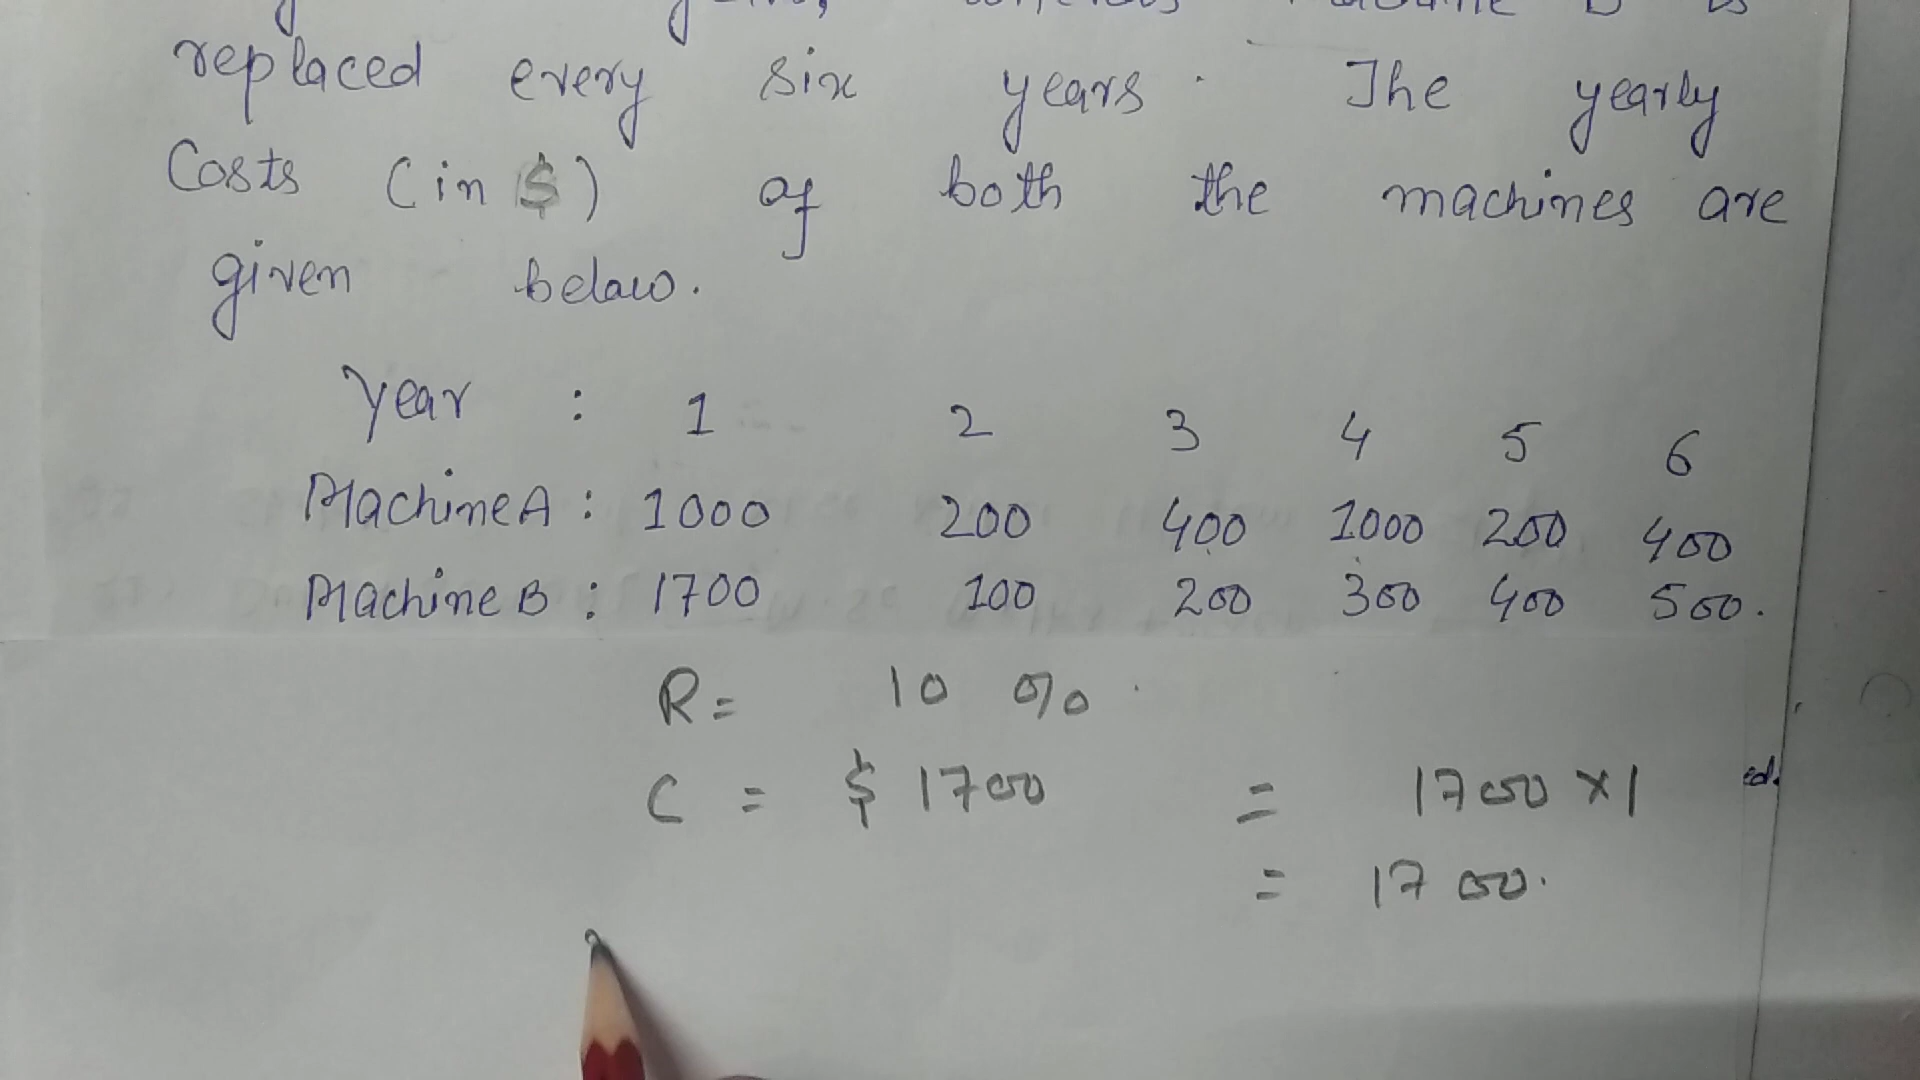 replaced every six years. The yearly
Costs (in $) of both the machines are
given below.
Year : 1 2 3 4 5 6
Machine A : 1000 200 400 1000 200 400
Machine B : 1700 100 200 300 400 500.
R = 10 %
C = $ 1700 = 1700 × 1
= 1700.